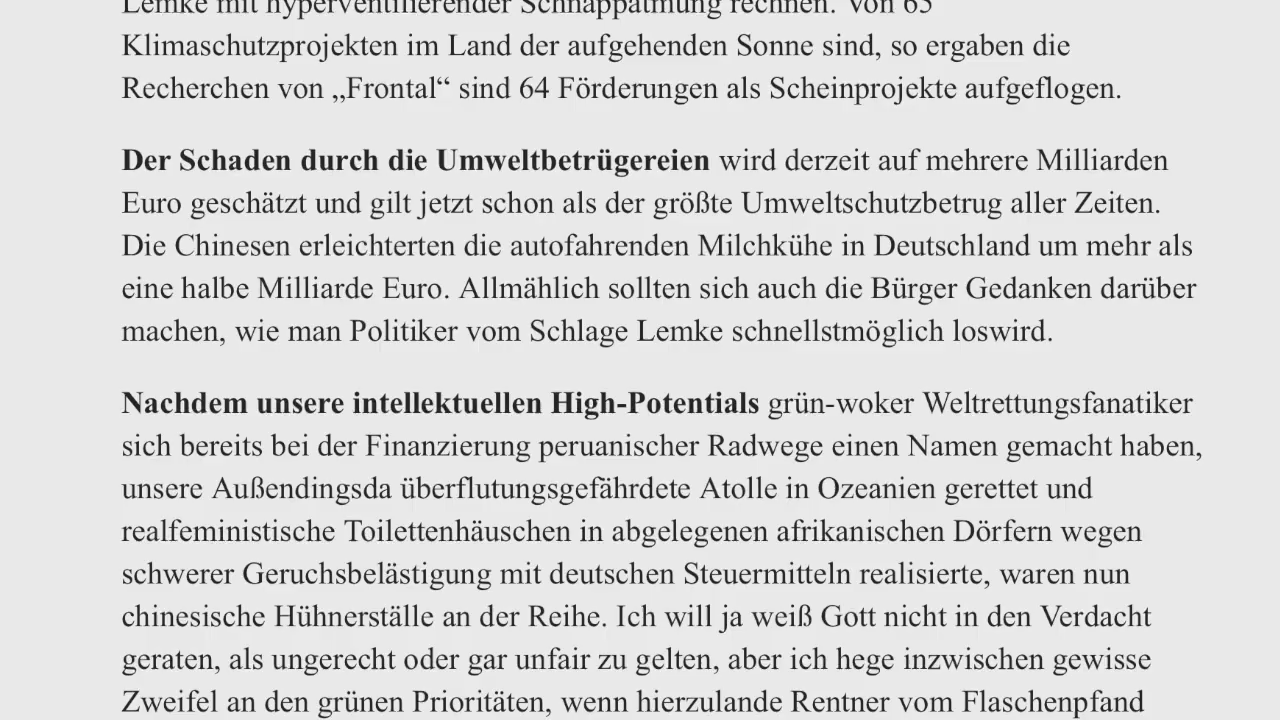 Lemke mit hyperventilierender Schnappatmung rechnen. Von 65
Klimaschutzprojekten im Land der aufgehenden Sonne sind, so ergaben die
Recherchen von „Frontal“ sind 64 Förderungen als Scheinprojekte aufgeflogen.
Der Schaden durch die Umweltbetrügereien wird derzeit auf mehrere Milliarden
Euro geschätzt und gilt jetzt schon als der größte Umweltschutzbetrug aller Zeiten.
Die Chinesen erleichterten die autofahrenden Milchkühe in Deutschland um mehr als
eine halbe Milliarde Euro. Allmählich sollten sich auch die Bürger Gedanken darüber
machen, wie man Politiker vom Schlage Lemke schnellstmöglich loswird.
Nachdem unsere intellektuellen High-Potentials grün-woker Weltrettungsfanatiker
sich bereits bei der Finanzierung peruanischer Radwege einen Namen gemacht haben,
unsere Außendingsda überflutungsgefährdete Atolle in Ozeanien gerettet und
realfeministische Toilettenhäuschen in abgelegenen afrikanischen Dörfern wegen
schwerer Geruchsbelästigung mit deutschen Steuermitteln realisierte, waren nun
chinesische Hühnerställe an der Reihe. Ich will ja weiß Gott nicht in den Verdacht
geraten, als ungerecht oder gar unfair zu gelten, aber ich hege inzwischen gewisse
Zweifel an den grünen Prioritäten, wenn hierzulande Rentner vom Flaschenpfand